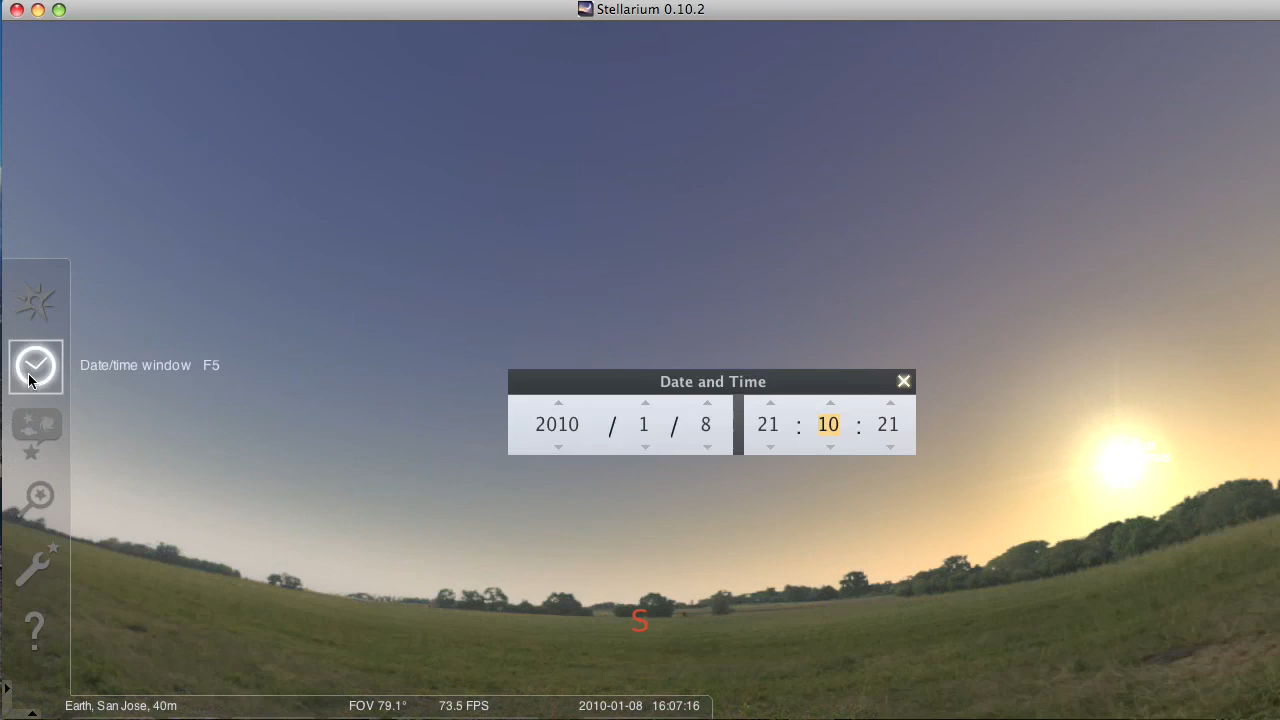 Stellarium 0.10.2
Date/time window F5
Date and Time
2010 / 1 / 8 21 : 10 : 21
S
Earth, San Jose, 40m FOV 79.1° 73.5 FPS 2010-01-08 16:07:16